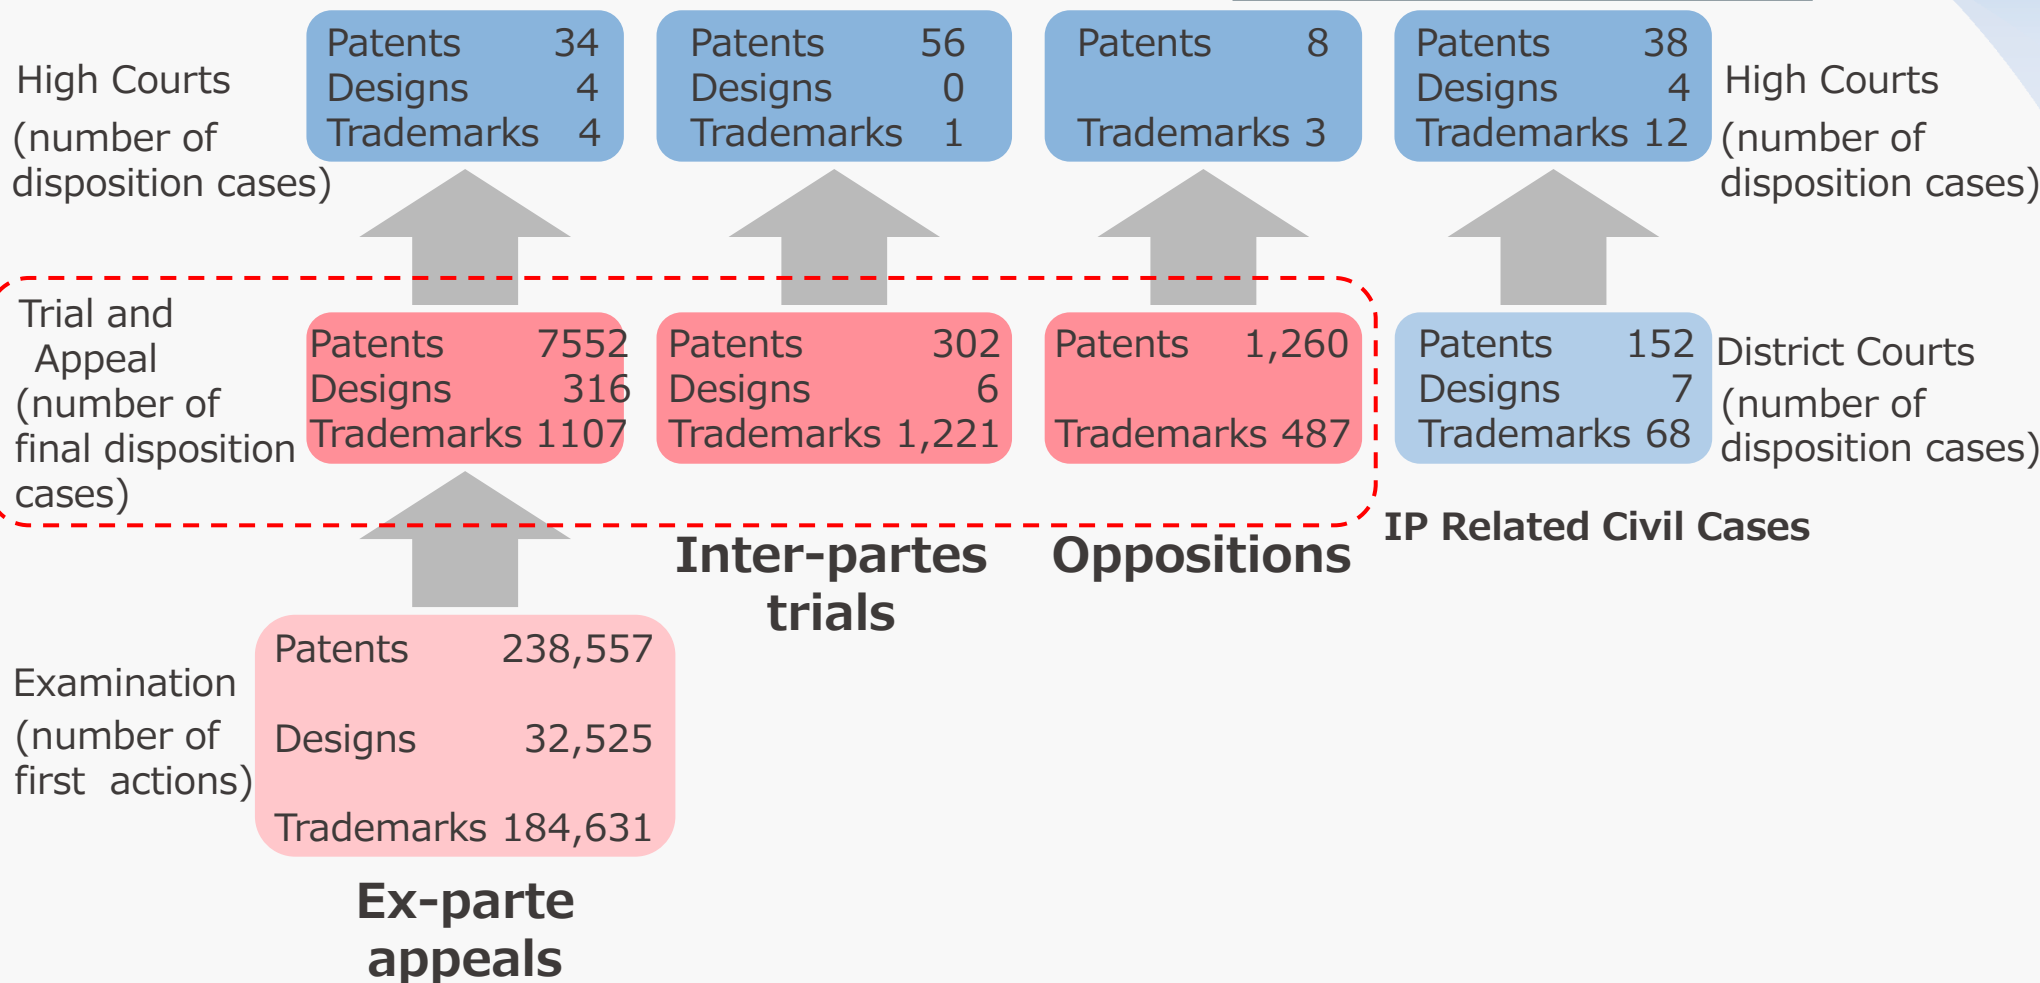 High Courts
(number of
disposition cases)
Patents 34
Designs 4
Trademarks 4
Patents 56
Designs 0
Trademarks 1
Patents 8
Trademarks 3
Patents 38
Designs 4
Trademarks 12
High Courts
(number of
disposition cases)
Trial and
Appeal
(number of
final disposition
cases)
Patents 7552
Designs 316
Trademarks 1107
Patents 302
Designs 6
Trademarks 1,221
Patents 1,260
Trademarks 487
Patents 152
Designs 7
Trademarks 68
District Courts
(number of
disposition cases)
Inter-partes
trials
Oppositions
IP Related Civil Cases
Examination
(number of
first actions)
Patents 238,557
Designs 32,525
Trademarks 184,631
Ex-parte
appeals